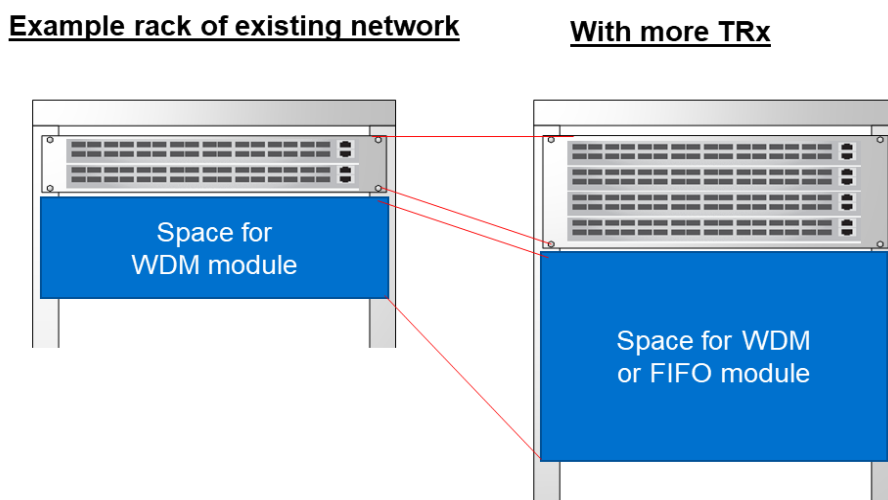 Example rack of existing network
With more TRx
Space for
WDM module
Space for WDM
or FIFO module